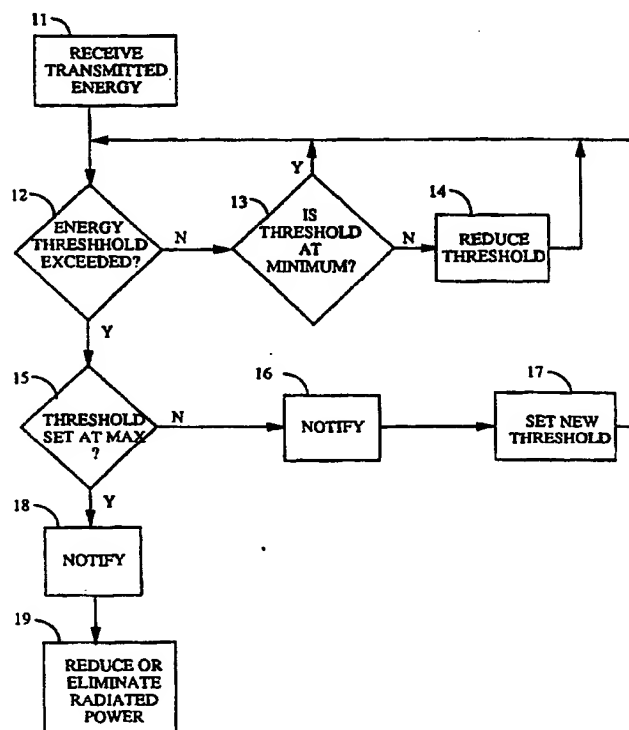 11
RECEIVE
TRANSMITTED
ENERGY
12
ENERGY
THRESHHOLD
EXCEEDED?
N
Y
13
IS
THRESHOLD
AT
MINIMUM?
Y
N
14
REDUCE
THRESHOLD
15
THRESHOLD
SET AT MAX
?
N
Y
16
NOTIFY
17
SET NEW
THRESHOLD
18
NOTIFY
19
REDUCE OR
ELIMINATE
RADIATED
POWER